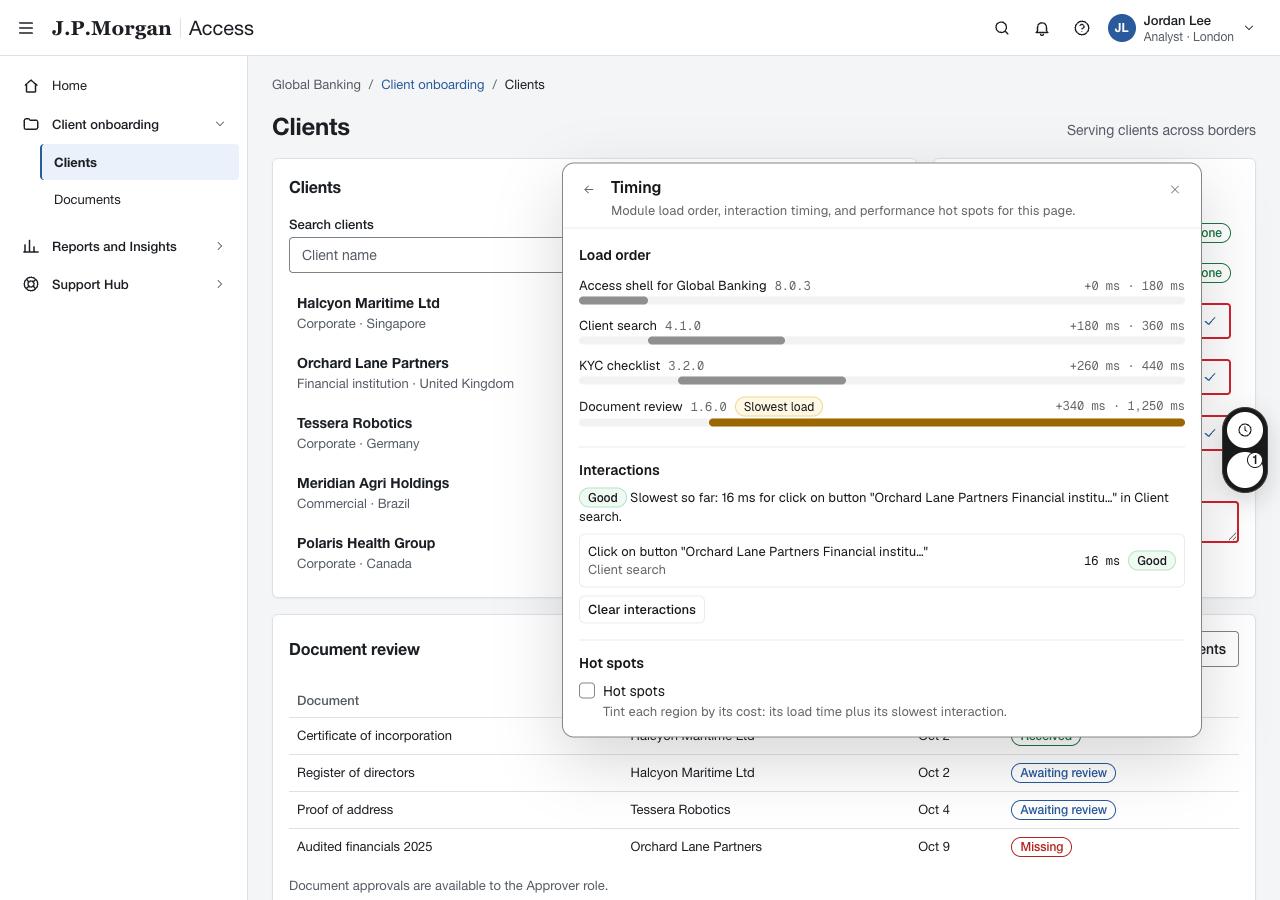 J.P.Morgan Access
JL
Jordan Lee
Analyst · London
Home
Client onboarding
Clients
Documents
Reports and Insights
Support Hub
Global Banking / Client onboarding / Clients
Clients
Serving clients across borders
Clients
Search clients
Client name
Halcyon Maritime Ltd
Corporate · Singapore
Orchard Lane Partners
Financial institution · United Kingdom
Tessera Robotics
Corporate · Germany
Meridian Agri Holdings
Commercial · Brazil
Polaris Health Group
Corporate · Canada
Timing
Module load order, interaction timing, and performance hot spots for this page.
Load order
Access shell for Global Banking 8.0.3 +0 ms · 180 ms
Client search 4.1.0 +180 ms · 360 ms
KYC checklist 3.2.0 +260 ms · 440 ms
Document review 1.6.0 Slowest load +340 ms · 1,250 ms
Interactions
Good Slowest so far: 16 ms for click on button "Orchard Lane Partners Financial institu…" in Client
search.
Click on button "Orchard Lane Partners Financial institu…"
Client search
16 ms Good
Clear interactions
Hot spots
Hot spots
Tint each region by its cost: its load time plus its slowest interaction.
one
one
1
Document review
ents
Document
Certificate of incorporation Halcyon Maritime Ltd Oct 2 Received
Register of directors Halcyon Maritime Ltd Oct 2 Awaiting review
Proof of address Tessera Robotics Oct 4 Awaiting review
Audited financials 2025 Orchard Lane Partners Oct 9 Missing
Document approvals are available to the Approver role.